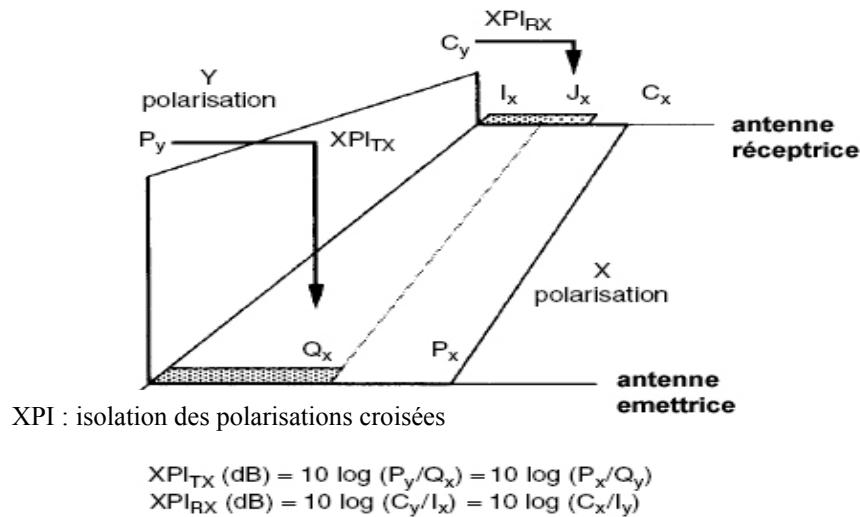 XPI_RX
C_y
Y
polarisation
I_x J_x C_x
antenne
réceptrice
P_y XPI_TX
X
polarisation
Q_x P_x
antenne
emettrice
XPI : isolation des polarisations croisées
XPI_TX (dB) = 10 log (P_y/Q_x) = 10 log (P_x/Q_y)
XPI_RX (dB) = 10 log (C_y/I_x) = 10 log (C_x/I_y)